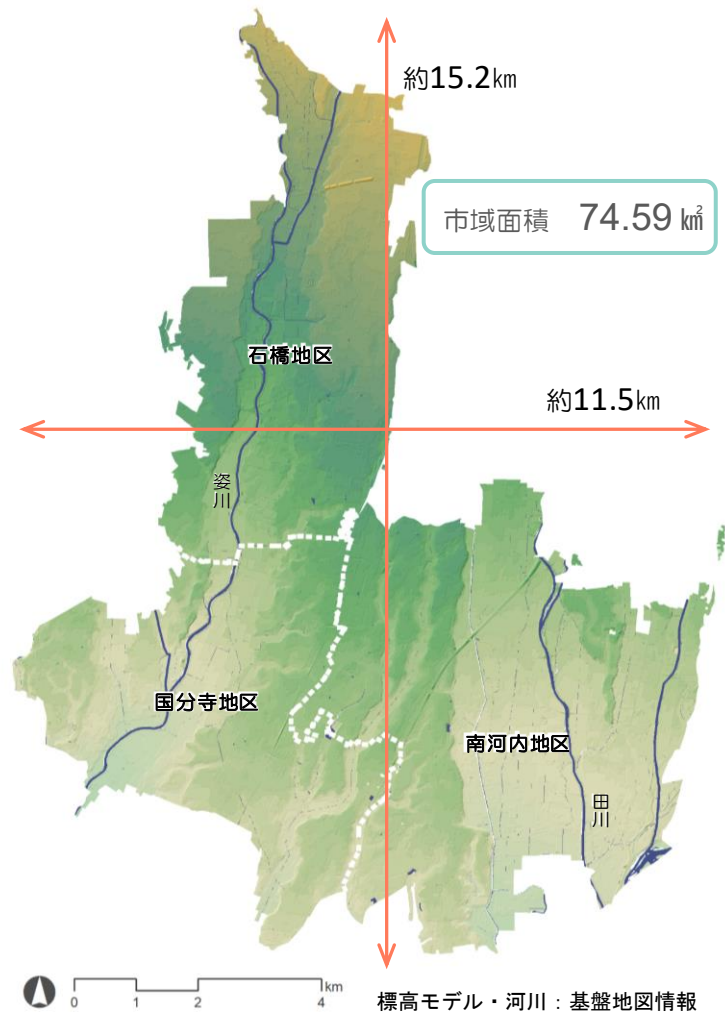 約15.2㎞
市域面積 74.59 ㎢
石橋地区
約11.5㎞
姿川
国分寺地区
南河内地区
田川
0 1 2 4 km
標高モデル・河川：基盤地図情報